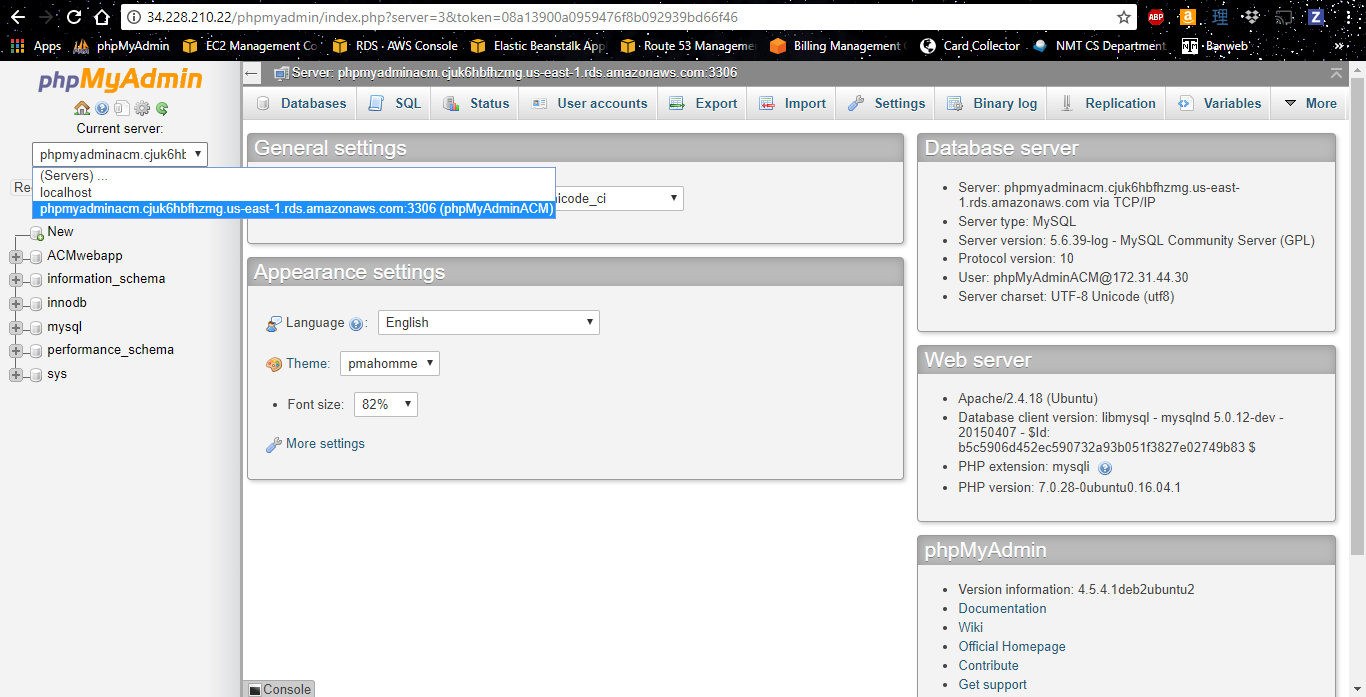 34.228.210.22/phpmyadmin/index.php?server=3&token=08a13900a0959476f8b092939bd66f46
ABP
Apps phpMyAdmin EC2 Management Co RDS · AWS Console Elastic Beanstalk App Route 53 Manageme Billing Management Card Collector NMT CS Department Banweb »
phpMyAdmin
Current server:
phpmyadminacm.cjuk6hb
(Servers) ...
localhost
phpmyadminacm.cjuk6hbfhzmg.us-east-1.rds.amazonaws.com:3306 (phpMyAdminACM)
Re
New
ACMwebapp
information_schema
innodb
mysql
performance_schema
sys
Server: phpmyadminacm.cjuk6hbfhzmg.us-east-1.rds.amazonaws.com:3306
Databases SQL Status User accounts Export Import Settings Binary log Replication Variables More
General settings
nicode_ci
Appearance settings
Language : English
Theme: pmahomme
• Font size: 82%
More settings
Database server
• Server: phpmyadminacm.cjuk6hbfhzmg.us-east-
1.rds.amazonaws.com via TCP/IP
• Server type: MySQL
• Server version: 5.6.39-log - MySQL Community Server (GPL)
• Protocol version: 10
• User: phpMyAdminACM@172.31.44.30
• Server charset: UTF-8 Unicode (utf8)
Web server
• Apache/2.4.18 (Ubuntu)
• Database client version: libmysql - mysqlnd 5.0.12-dev -
20150407 - $Id:
b5c5906d452ec590732a93b051f3827e02749b83 $
• PHP extension: mysqli
• PHP version: 7.0.28-0ubuntu0.16.04.1
phpMyAdmin
• Version information: 4.5.4.1deb2ubuntu2
• Documentation
• Wiki
• Official Homepage
• Contribute
• Get support
Console